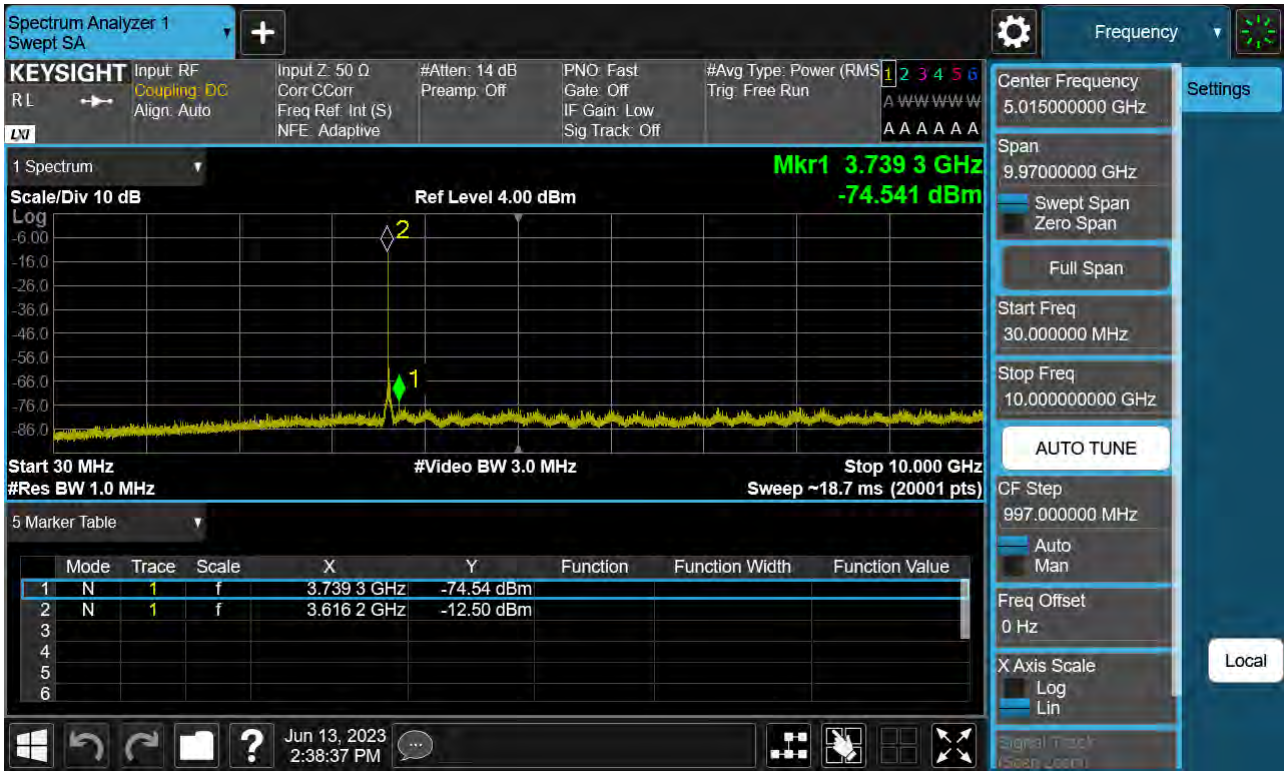 Spectrum Analyzer 1
Swept SA
+
Frequency
KEYSIGHT
RL
LXI
Input: RF
Coupling: DC
Align: Auto
Input Z: 50 Ω
Corr CCorr
Freq Ref: Int (S)
NFE: Adaptive
#Atten: 14 dB
Preamp: Off
PNO: Fast
Gate: Off
IF Gain: Low
Sig Track: Off
#Avg Type: Power (RMS
Trig: Free Run
1 2 3 4 5 6
A W W W W W
A A A A A A
1 Spectrum
Mkr1 3.739 3 GHz
-74.541 dBm
Scale/Div 10 dB
Ref Level 4.00 dBm
Log
-6.00
-16.0
-26.0
-36.0
-46.0
-56.0
-66.0
-76.0
-86.0
2
1
Start 30 MHz
#Video BW 3.0 MHz
Stop 10.000 GHz
#Res BW 1.0 MHz
Sweep ~18.7 ms (20001 pts)
5 Marker Table
Mode Trace Scale X Y Function Function Width Function Value
1 N 1 f 3.739 3 GHz -74.54 dBm
2 N 1 f 3.616 2 GHz -12.50 dBm
3
4
5
6
Jun 13, 2023
2:38:37 PM
?
Center Frequency
5.015000000 GHz
Settings
Span
9.97000000 GHz
Swept Span
Zero Span
Full Span
Start Freq
30.000000 MHz
Stop Freq
10.000000000 GHz
AUTO TUNE
CF Step
997.000000 MHz
Auto
Man
Freq Offset
0 Hz
X Axis Scale
Log
Lin
Local
Signal Track
(Span Zoom)